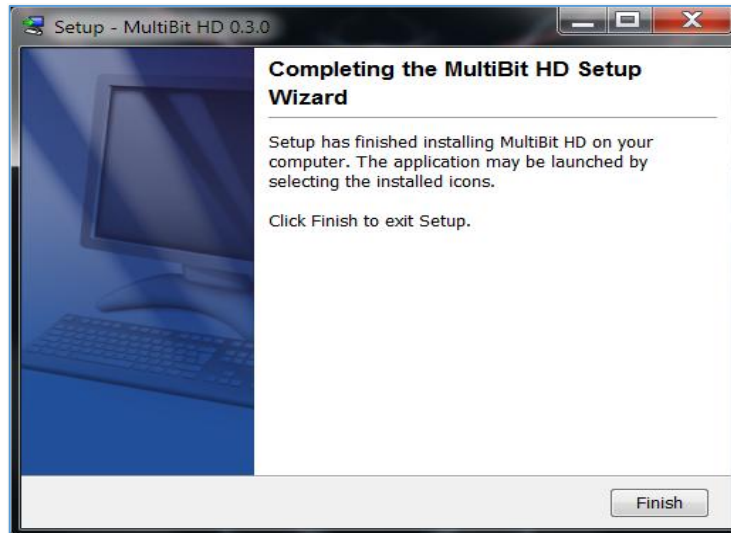 Setup - MultiBit HD 0.3.0
Completing the MultiBit HD Setup
Wizard
Setup has finished installing MultiBit HD on your
computer. The application may be launched by
selecting the installed icons.
Click Finish to exit Setup.
Finish